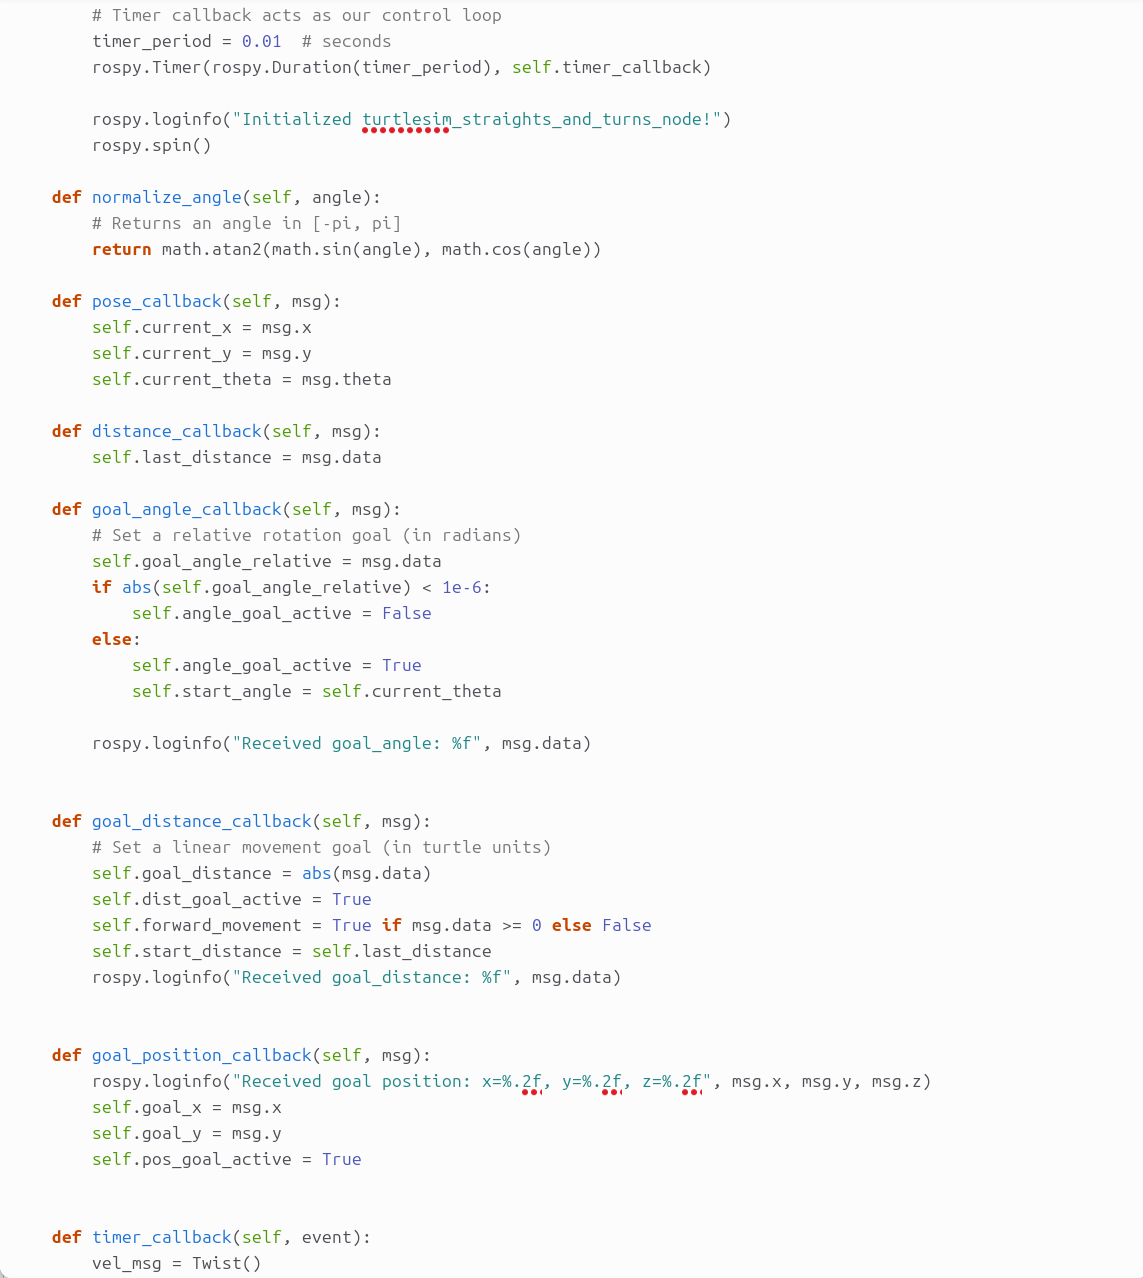 # Timer callback acts as our control loop
timer_period = 0.01  # seconds
rospy.Timer(rospy.Duration(timer_period), self.timer_callback)
rospy.loginfo("Initialized turtlesim_straights_and_turns_node!")
rospy.spin()
def normalize_angle(self, angle):
# Returns an angle in [-pi, pi]
return math.atan2(math.sin(angle), math.cos(angle))
def pose_callback(self, msg):
self.current_x = msg.x
self.current_y = msg.y
self.current_theta = msg.theta
def distance_callback(self, msg):
self.last_distance = msg.data
def goal_angle_callback(self, msg):
# Set a relative rotation goal (in radians)
self.goal_angle_relative = msg.data
if abs(self.goal_angle_relative) < 1e-6:
self.angle_goal_active = False
else:
self.angle_goal_active = True
self.start_angle = self.current_theta
rospy.loginfo("Received goal_angle: %f", msg.data)
def goal_distance_callback(self, msg):
# Set a linear movement goal (in turtle units)
self.goal_distance = abs(msg.data)
self.dist_goal_active = True
self.forward_movement = True if msg.data >= 0 else False
self.start_distance = self.last_distance
rospy.loginfo("Received goal_distance: %f", msg.data)
def goal_position_callback(self, msg):
rospy.loginfo("Received goal position: x=%.2f, y=%.2f, z=%.2f", msg.x, msg.y, msg.z)
self.goal_x = msg.x
self.goal_y = msg.y
self.pos_goal_active = True
def timer_callback(self, event):
vel_msg = Twist()